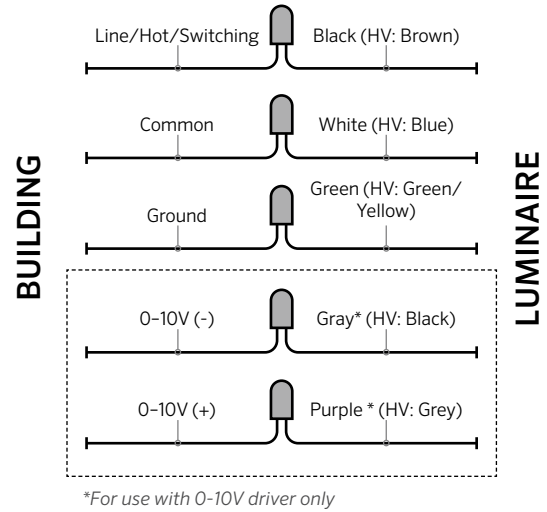 Line/Hot/Switching
Black (HV: Brown)
Common
White (HV: Blue)
BUILDING
LUMINAIRE
Ground
Green (HV: Green/
Yellow)
0-10V (-)
Gray* (HV: Black)
0-10V (+)
Purple * (HV: Grey)
*For use with 0-10V driver only